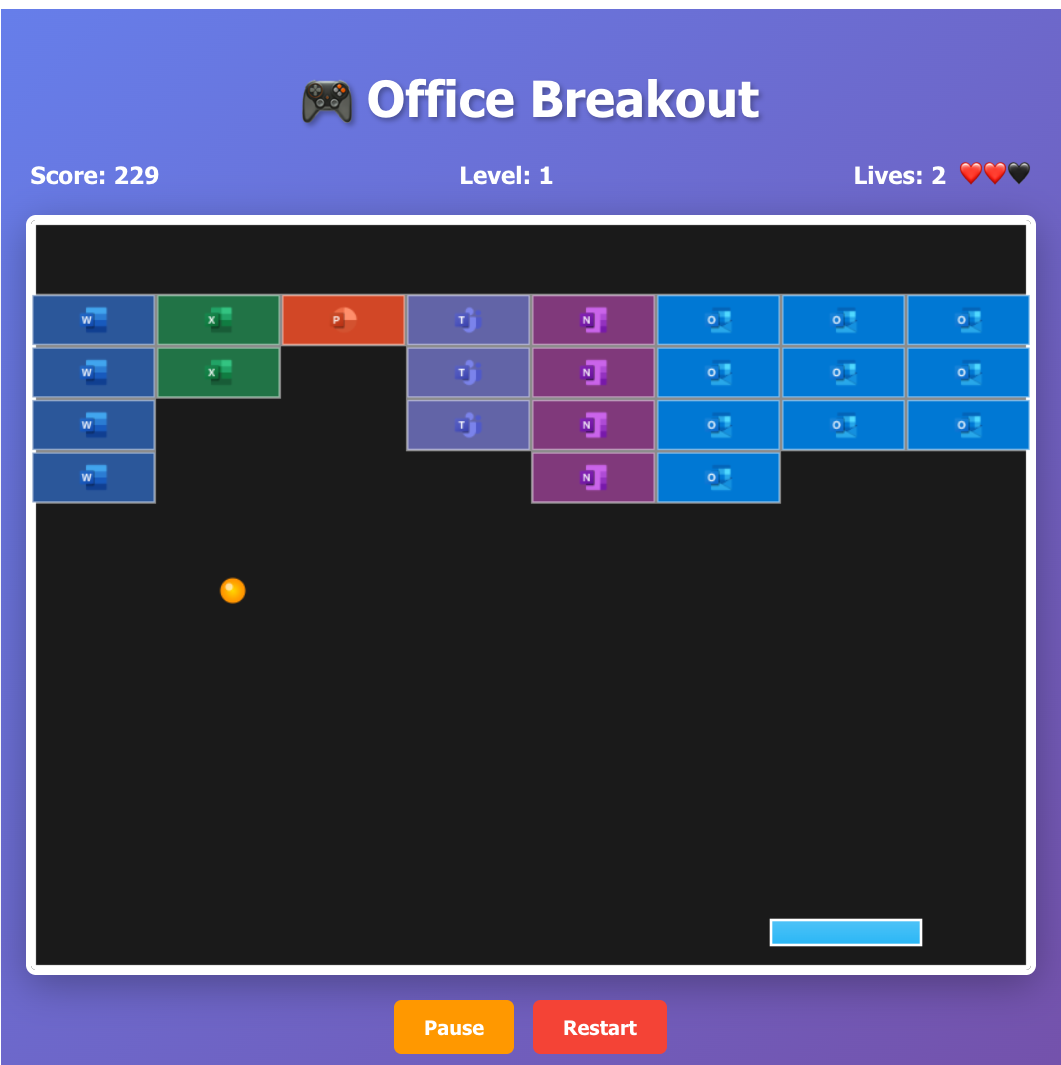 🎮 Office Breakout
Score: 229 Level: 1 Lives: 2 ❤️❤️🖤
W X P T N O O O
W X T N O O O
W T N O O O
W N O
Pause Restart